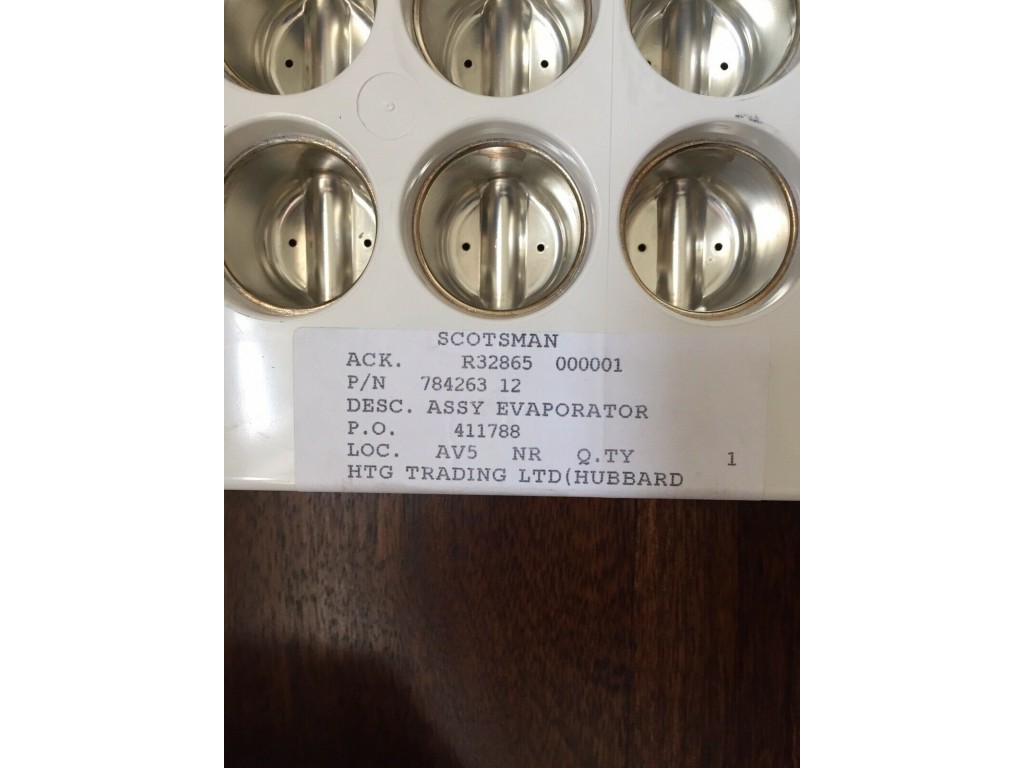 SCOTSMAN
ACK. R32865 000001
P/N 784263 12
DESC. ASSY EVAPORATOR
P.O. 411788
LOC. AV5 NR Q.TY 1
HTG TRADING LTD(HUBBARD